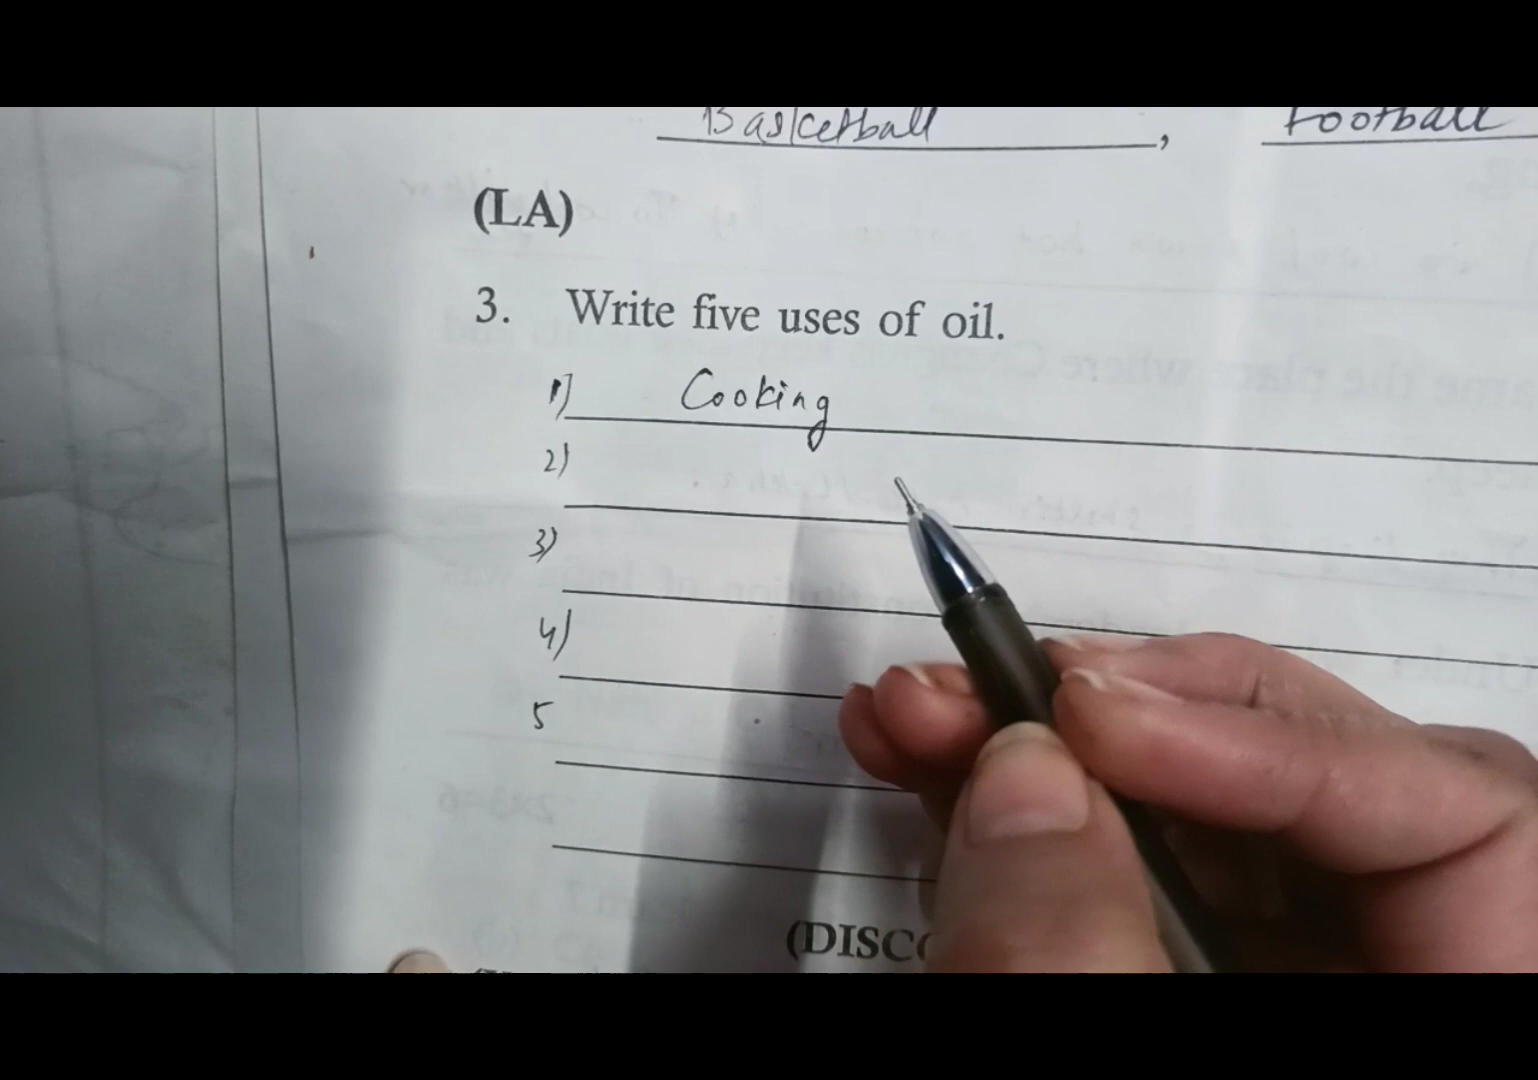 Basketball, Football
(LA)
3. Write five uses of oil.
1) Cooking
2)
3)
4)
5
(DISC